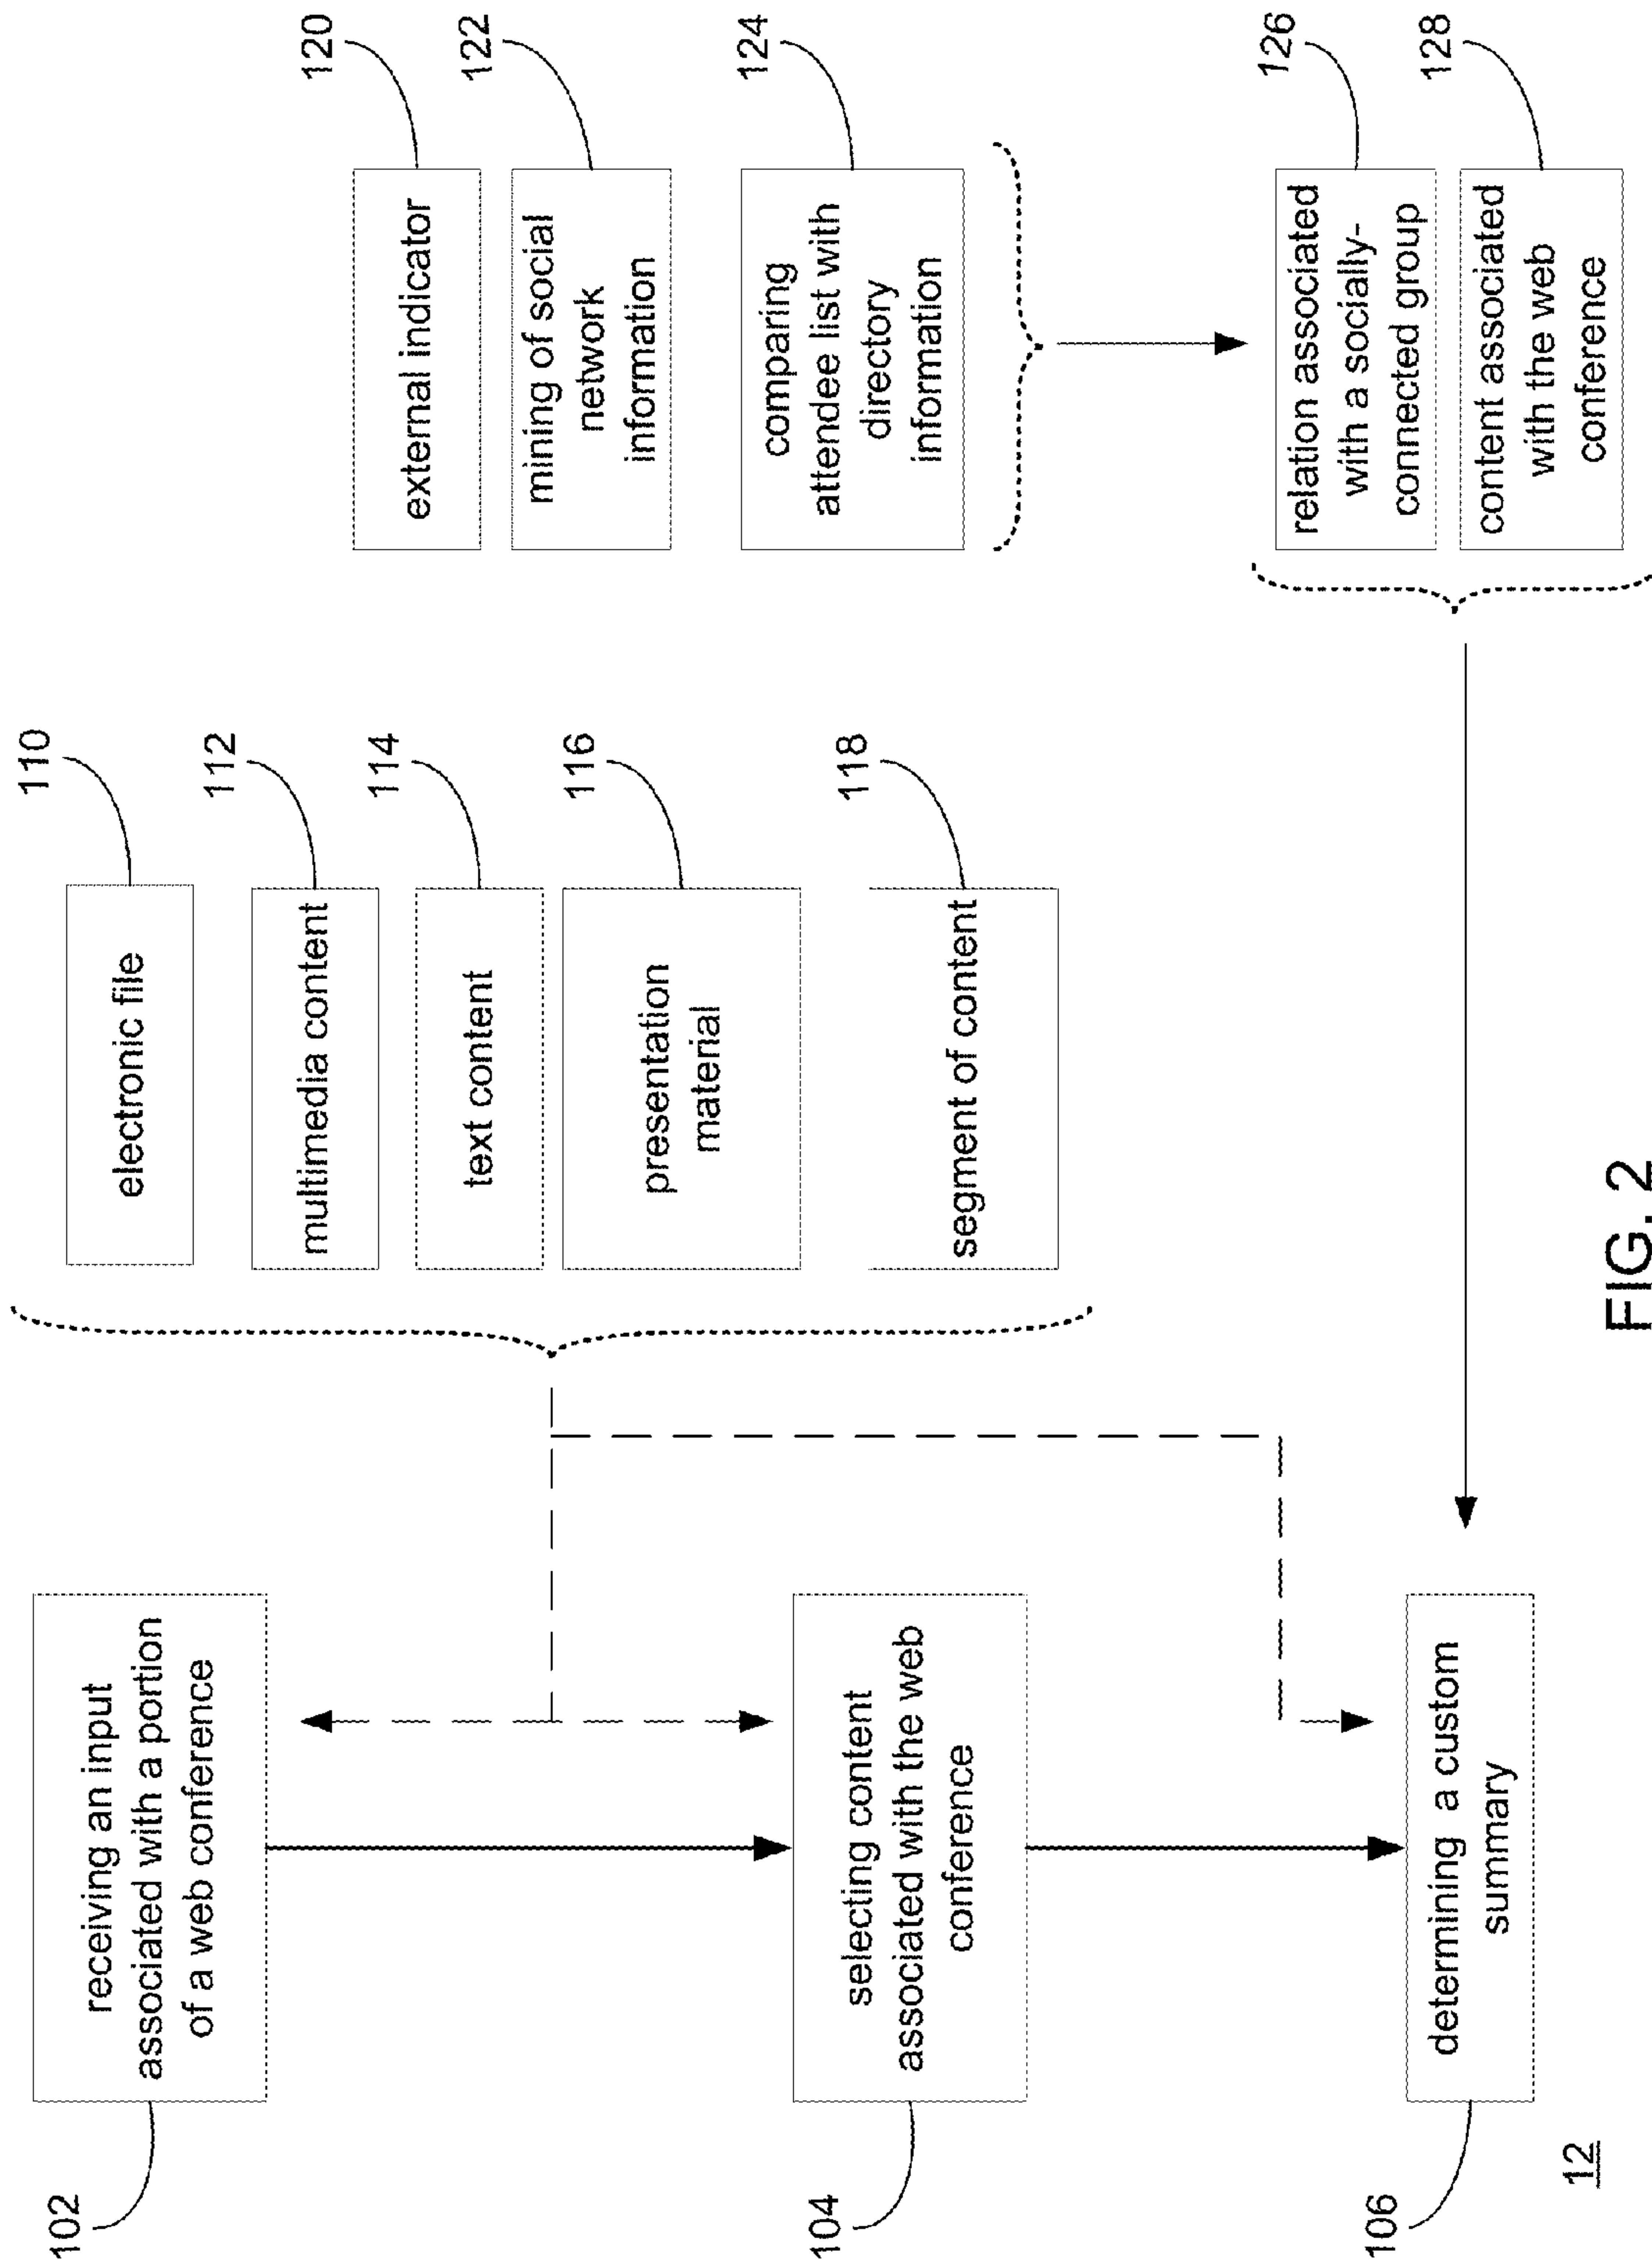 102
receiving an input
associated with a portion
of a web conference
104
selecting content
associated with the web
conference
106
determining a custom
summary
110
electronic file
112
multimedia content
114
text content
116
presentation
material
118
segment of content
120
external indicator
122
mining of social
network
information
124
comparing
attendee list with
directory
information
126
relation associated
with a socially-
connected group
128
content associated
with the web
conference
12
FIG. 2